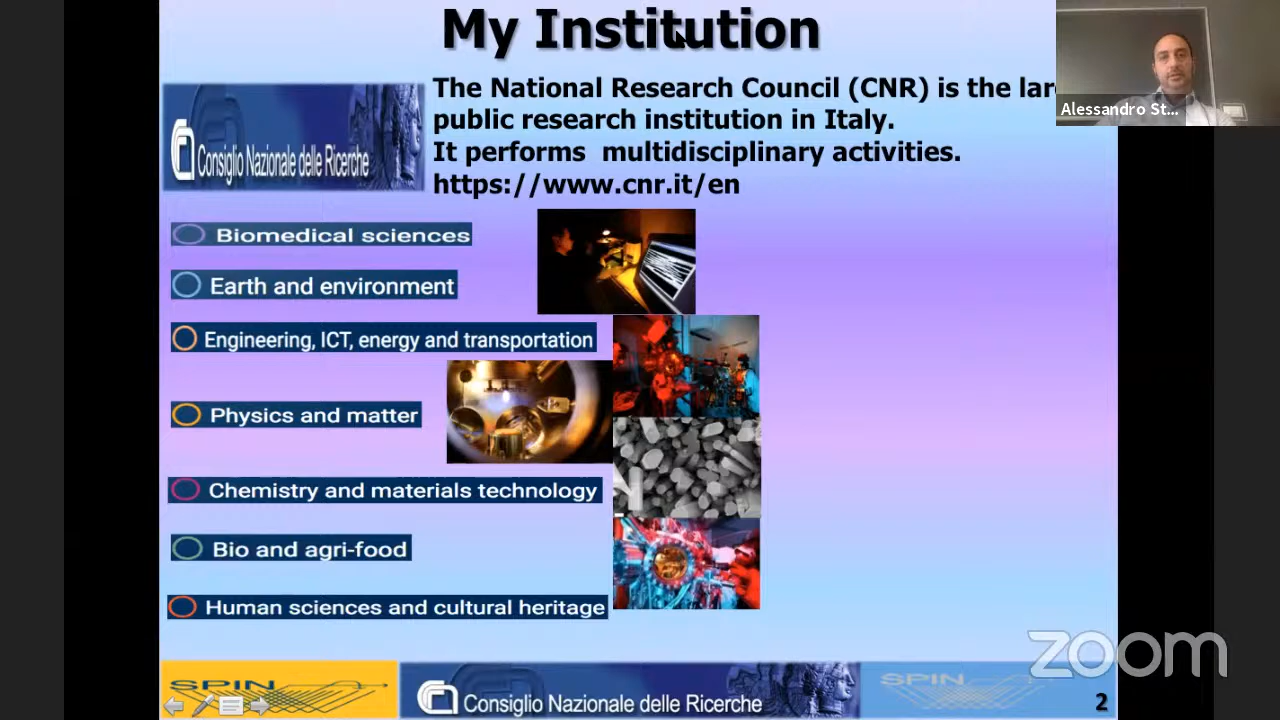 My Institution
The National Research Council (CNR) is the lar
public research institution in Italy.
It performs multidisciplinary activities.
https://www.cnr.it/en
Alessandro St...
Consiglio Nazionale delle Ricerche
Biomedical sciences
Earth and environment
Engineering, ICT, energy and transportation
Physics and matter
Chemistry and materials technology
Bio and agri-food
Human sciences and cultural heritage
zoom
SPIN
Consiglio Nazionale delle Ricerche
SPIN
2